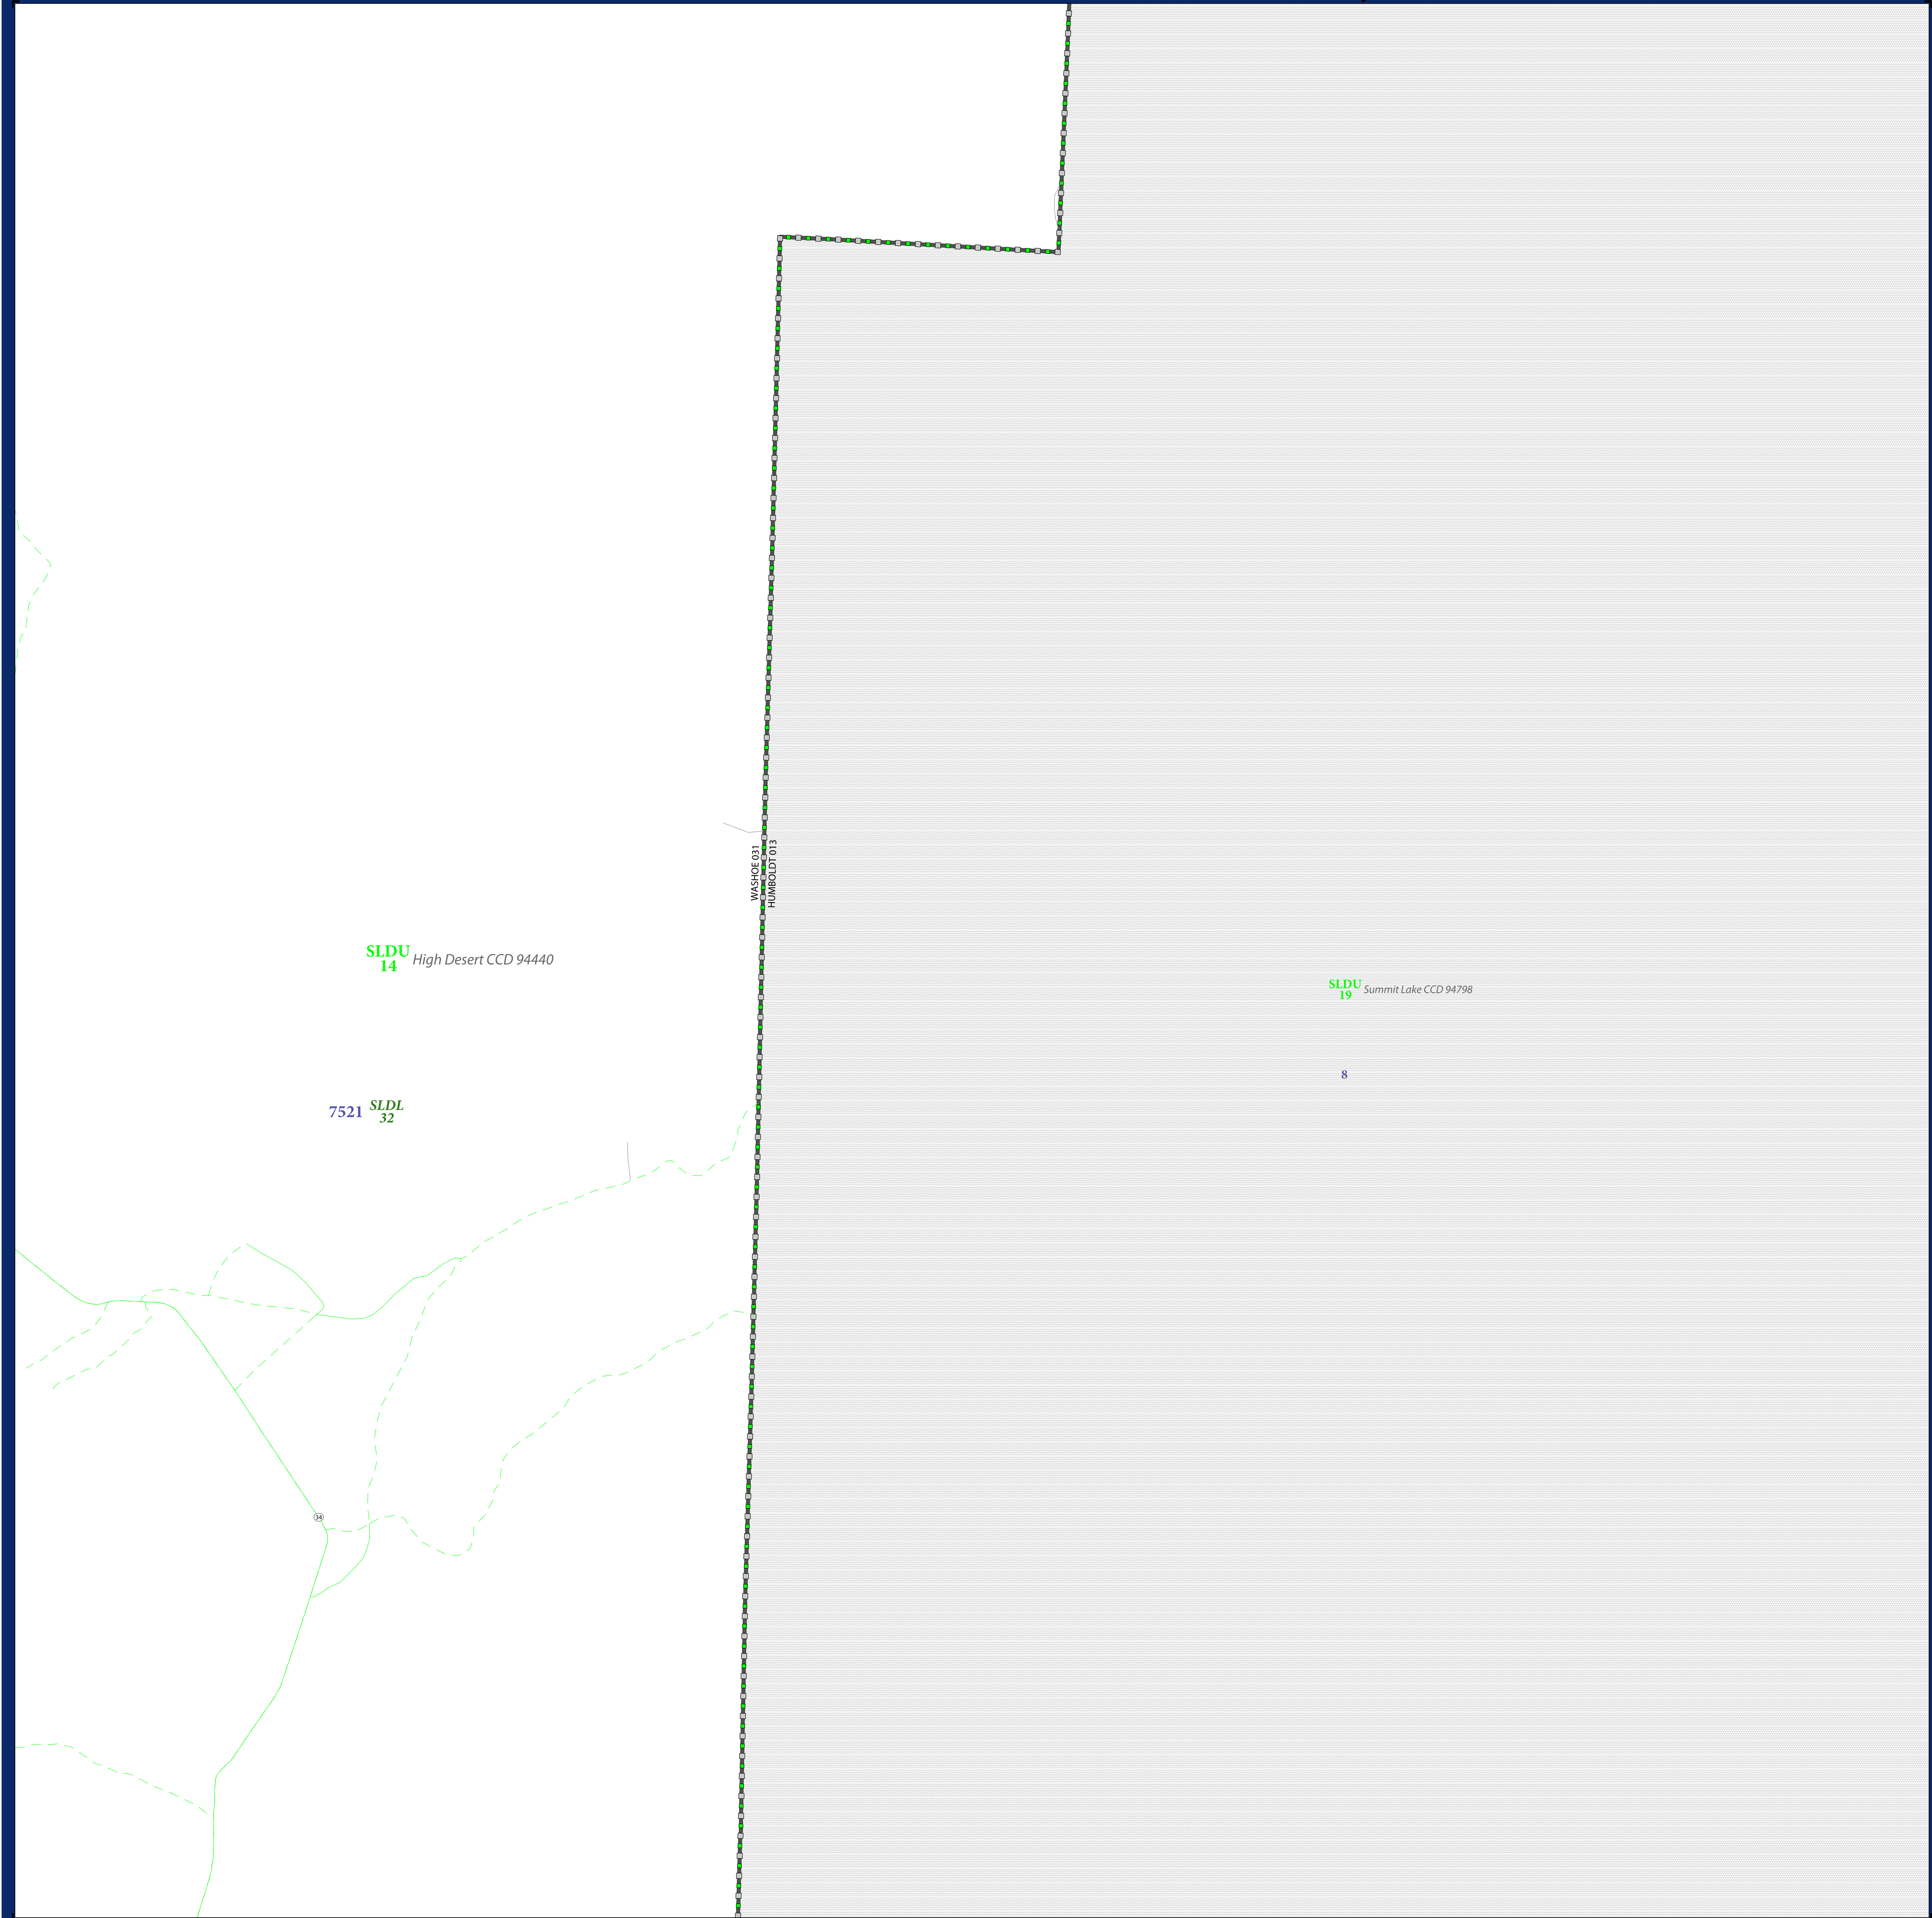 WASHOE 031
HUMBOLDT 013
SLDU
14
High Desert CCD 94440
SLDU
19
Summit Lake CCD 94798
8
7521
SLDL
32
34